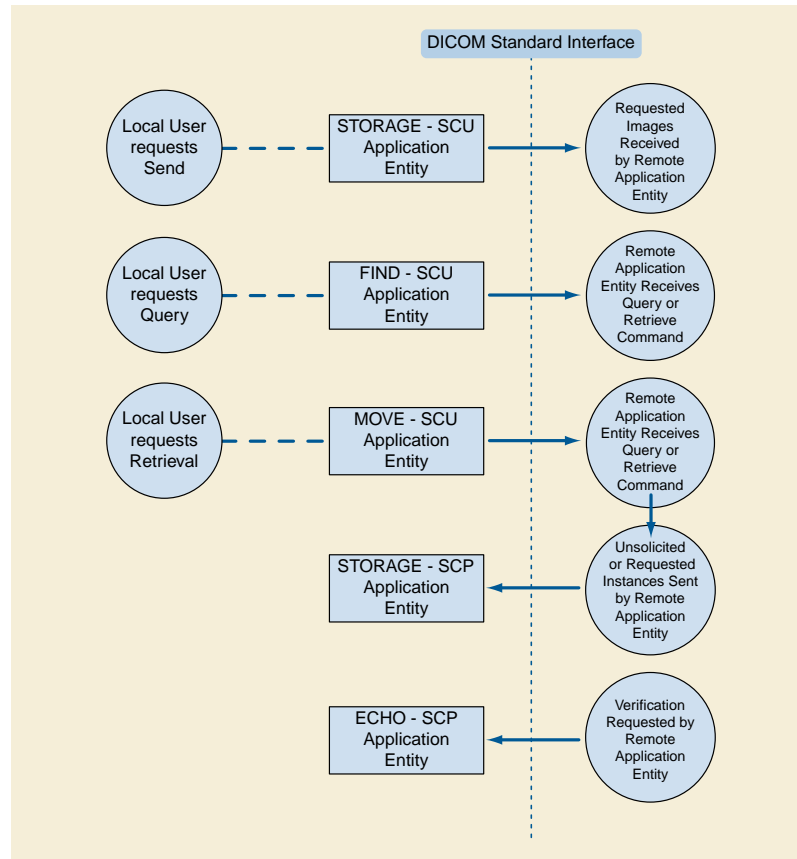 DICOM Standard Interface
Local User
requests
Send
STORAGE - SCU
Application
Entity
Requested
Images
Received
by Remote
Application
Entity
Local User
requests
Query
FIND - SCU
Application
Entity
Remote
Application
Entity Receives
Query or
Retrieve
Command
Local User
requests
Retrieval
MOVE - SCU
Application
Entity
Remote
Application
Entity Receives
Query or
Retrieve
Command
STORAGE - SCP
Application
Entity
Unsolicited
or Requested
Instances Sent
by Remote
Application
Entity
ECHO - SCP
Application
Entity
Verification
Requested by
Remote
Application
Entity